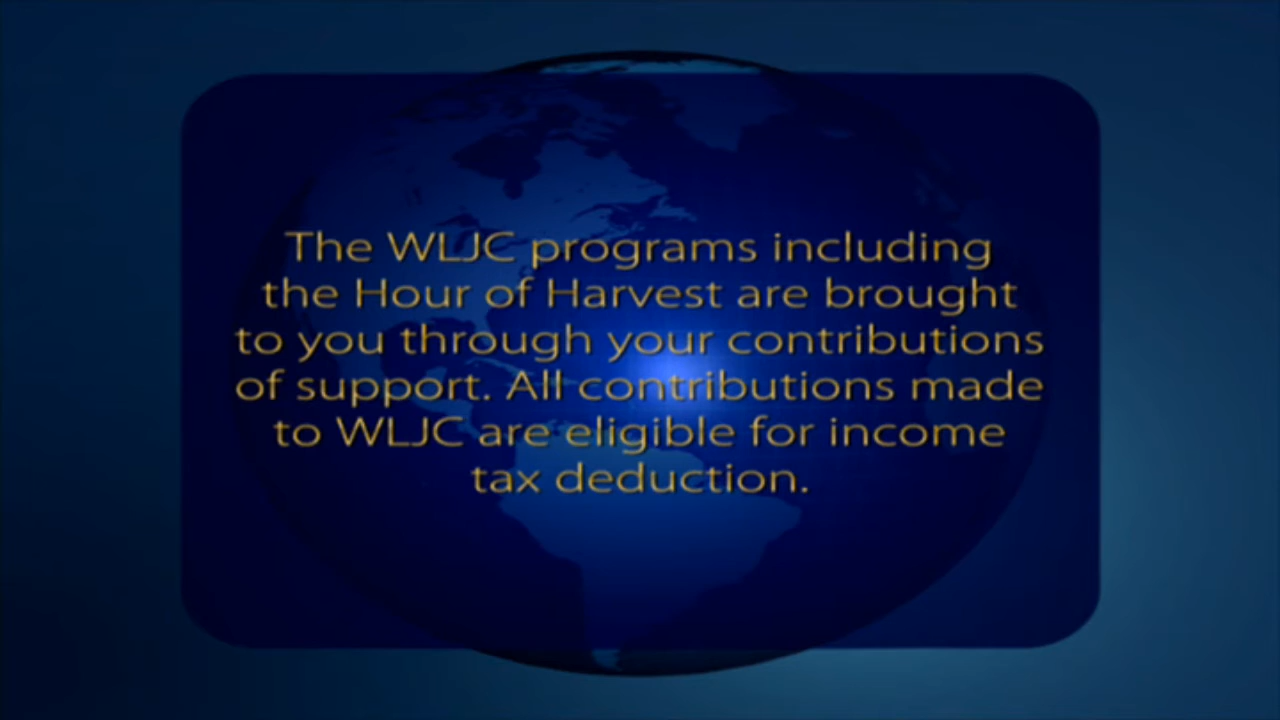 The WLJC programs including
the Hour of Harvest are brought
to you through your contributions
of support. All contributions made
to WLJC are eligible for income
tax deduction.